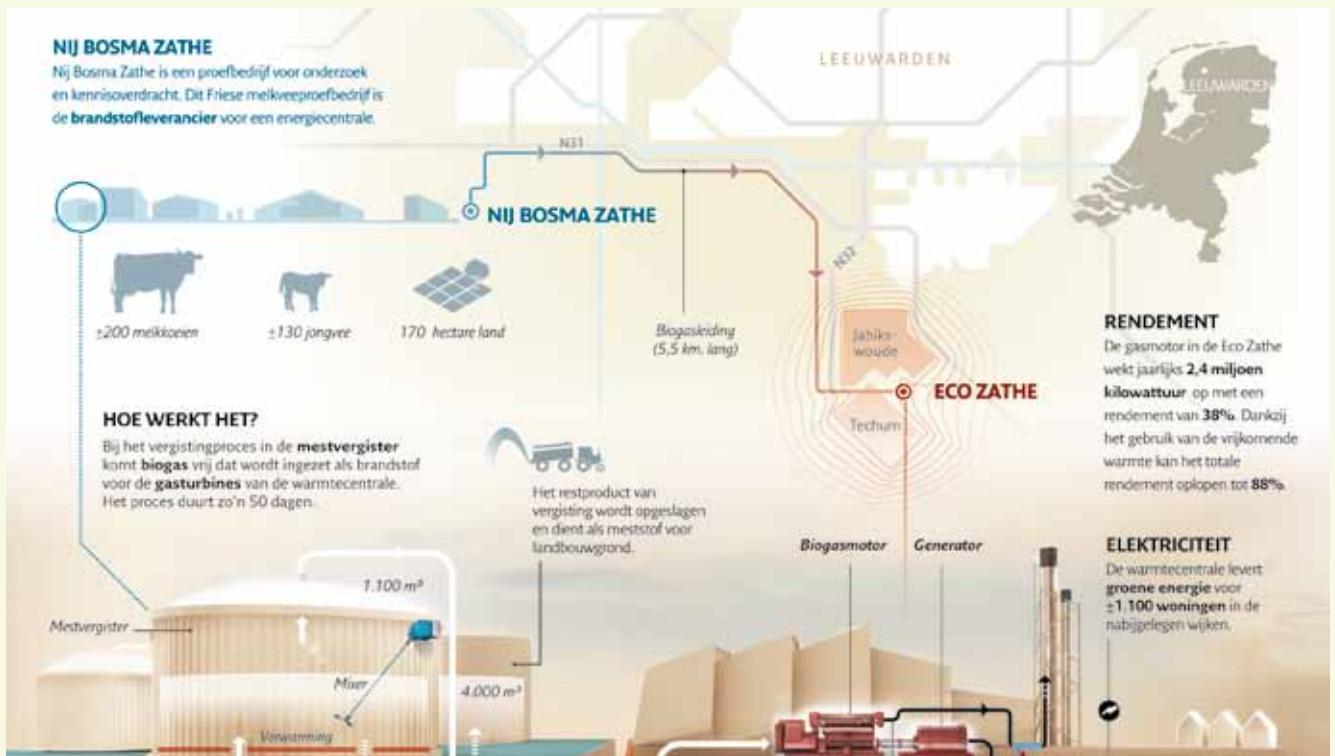 NIJ BOSMA ZATHE
Nij Bosma Zathe is een proefbedrijf voor onderzoek
en kennisoverdracht. Dit Friese melkveeproefbedrijf is
de brandstofleverancier voor een energiecentrale.
LEEUWARDEN
LEEUWARDEN
N31
NIJ BOSMA ZATHE
N32
±200 melkkoeien
±130 jongvee
170 hectare land
Biogasleiding
(5,5 km. lang)
Jabiks-
woude
ECO ZATHE
Techum
RENDEMENT
De gasmotor in de Eco Zathe
wekt jaarlijks 2,4 miljoen
kilowattuur op met een
rendement van 38%. Dankzij
het gebruik van de vrijkomende
warmte kan het totale
rendement oplopen tot 88%.
HOE WERKT HET?
Bij het vergistingproces in de mestvergister
komt biogas vrij dat wordt ingezet als brandstof
voor de gasturbines van de warmtecentrale.
Het proces duurt zo'n 50 dagen.
Het restproduct van
vergisting wordt opgeslagen
en dient als meststof voor
landbouwgrond.
Biogasmotor
Generator
ELEKTRICITEIT
De warmtecentrale levert
groene energie voor
±1.100 woningen in de
nabijgelegen wijken.
1.100 m³
Mestvergister
Mixer
4.000 m³
Verwarming